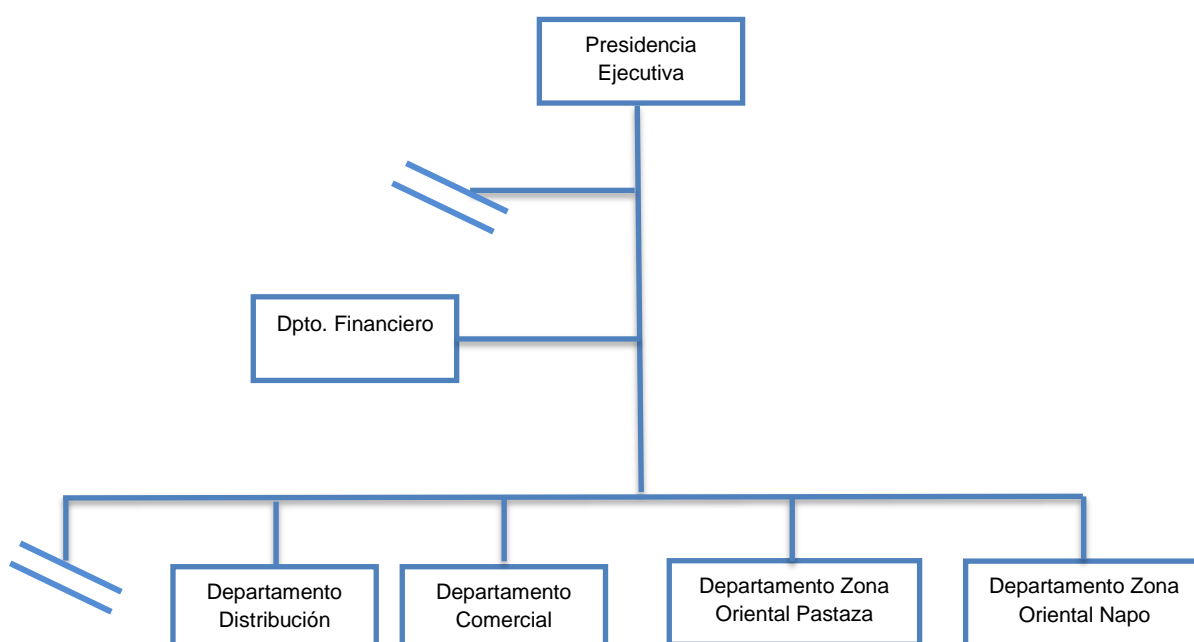 Presidencia
Ejecutiva
Dpto. Financiero
Departamento
Distribución
Departamento
Comercial
Departamento Zona
Oriental Pastaza
Departamento Zona
Oriental Napo